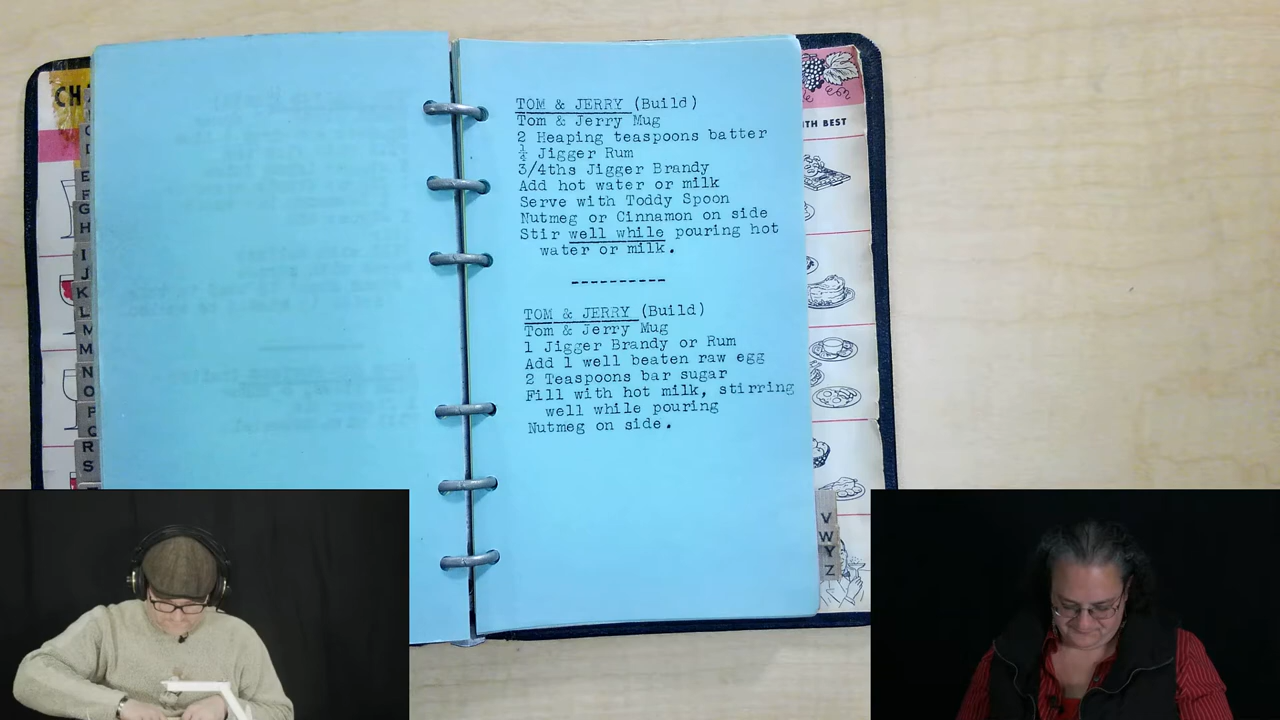 CH
C
D
E
F
G
H
I
J
K
L
M
M
N
O
P
Q
R
S
TOM & JERRY (Build)
Tom & Jerry Mug
2 Heaping teaspoons batter
¼ Jigger Rum
3/4ths Jigger Brandy
Add hot water or milk
Serve with Toddy Spoon
Nutmeg or Cinnamon on side
Stir well while pouring hot
water or milk.
----------
TOM & JERRY (Build)
Tom & Jerry Mug
1 Jigger Brandy or Rum
Add 1 well beaten raw egg
2 Teaspoons bar sugar
Fill with hot milk, stirring
well while pouring
Nutmeg on side.
ITH BEST
V
W
Y
Z